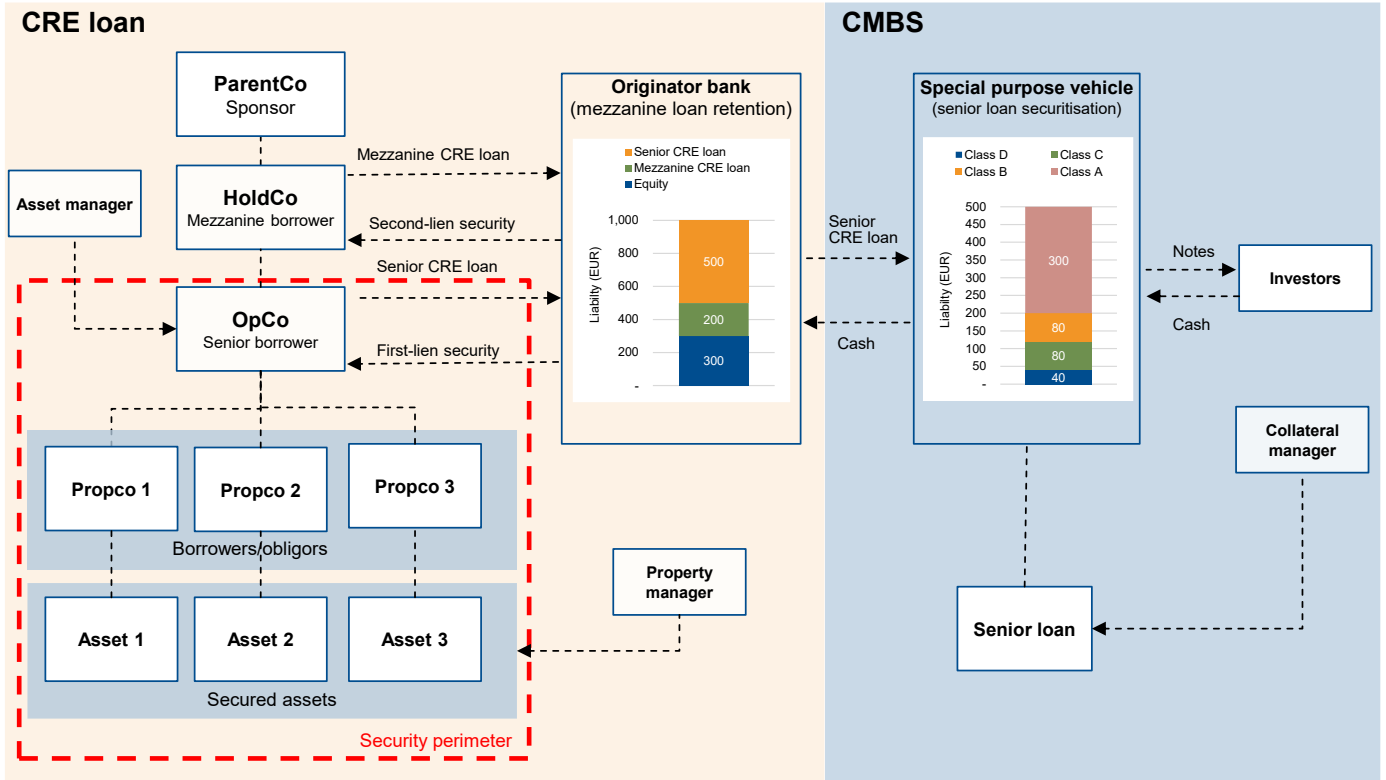 CRE loan
CMBS
ParentCo
Sponsor
HoldCo
Mezzanine borrower
Asset manager
OpCo
Senior borrower
Mezzanine CRE loan
Second-lien security
Senior CRE loan
First-lien security
Originator bank
(mezzanine loan retention)
Senior CRE loan
Mezzanine CRE loan
Equity
Liabilty (EUR)
1,000
800
600
400
200
-
500
200
300
Senior
CRE loan
Cash
Special purpose vehicle
(senior loan securitisation)
Class D
Class C
Class B
Class A
Liabilty (EUR)
500
450
400
350
300
250
200
150
100
50
-
300
80
80
40
Notes
Cash
Investors
Collateral
manager
Senior loan
Propco 1
Propco 2
Propco 3
Borrowers/obligors
Asset 1
Asset 2
Asset 3
Secured assets
Security perimeter
Property
manager